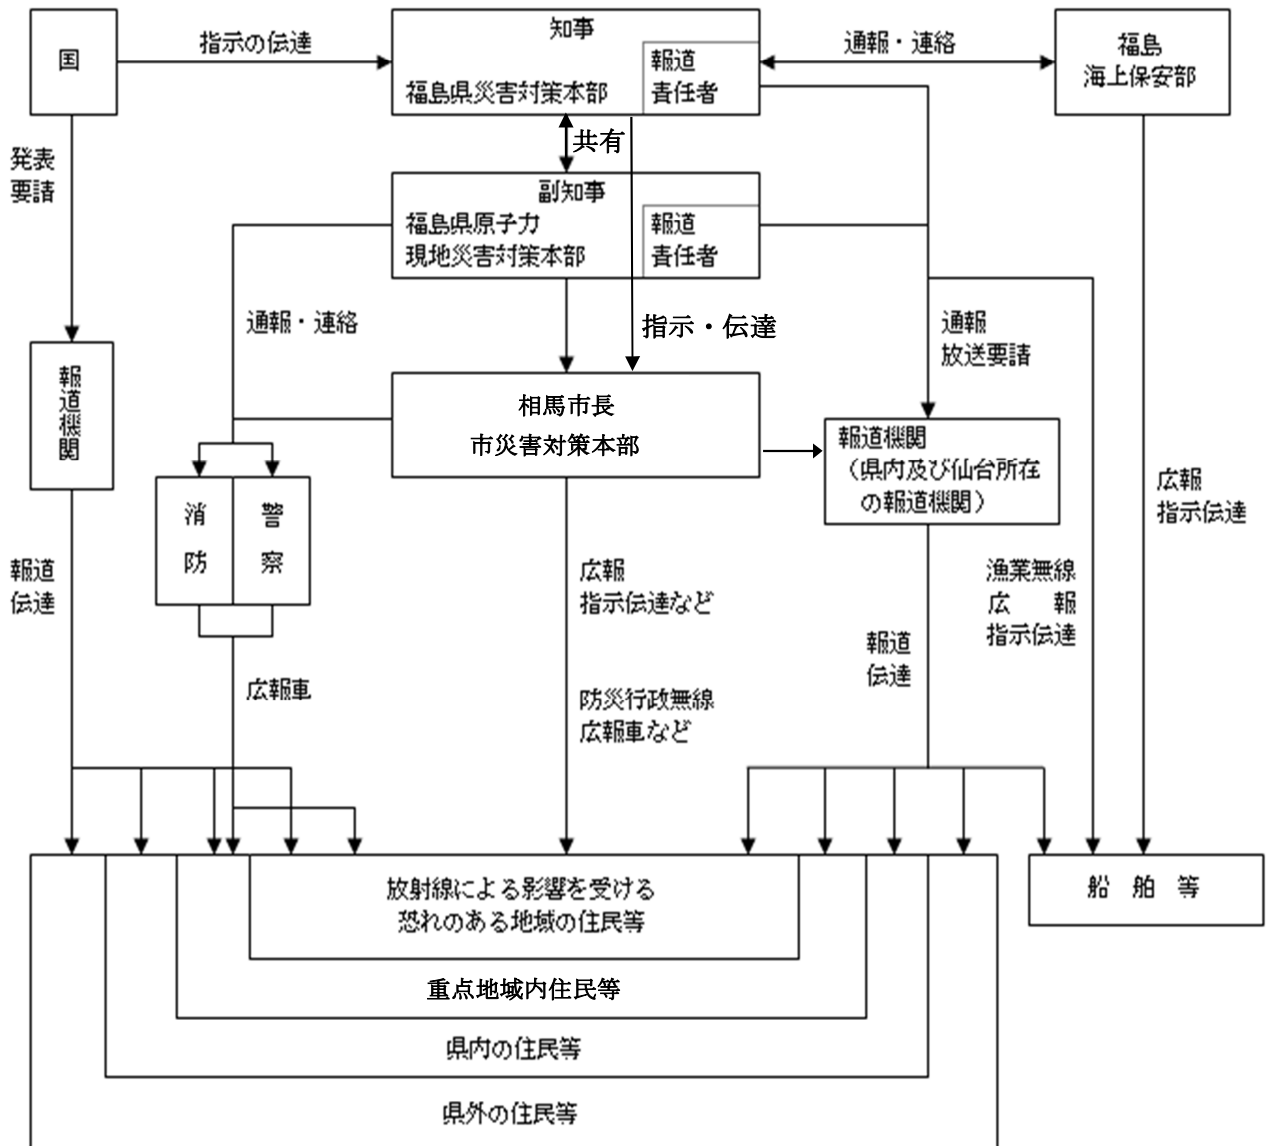 国
指示の伝達
知事
福島県災害対策本部
報道
責任者
通報・連絡
福島
海上保安部
発表
要請
共有
副知事
福島県原子力
現地災害対策本部
報道
責任者
通報・連絡
指示・伝達
通報
放送要請
報道機関
相馬市長
市災害対策本部
報道機関
（県内及び仙台所在
の報道機関）
広報
指示伝達
消防
警察
報道
伝達
広報
指示伝達など
漁業無線
広　報
指示伝達
報道
伝達
広報車
防災行政無線
広報車など
放射線による影響を受ける
恐れのある地域の住民等
船　舶　等
重点地域内住民等
県内の住民等
県外の住民等